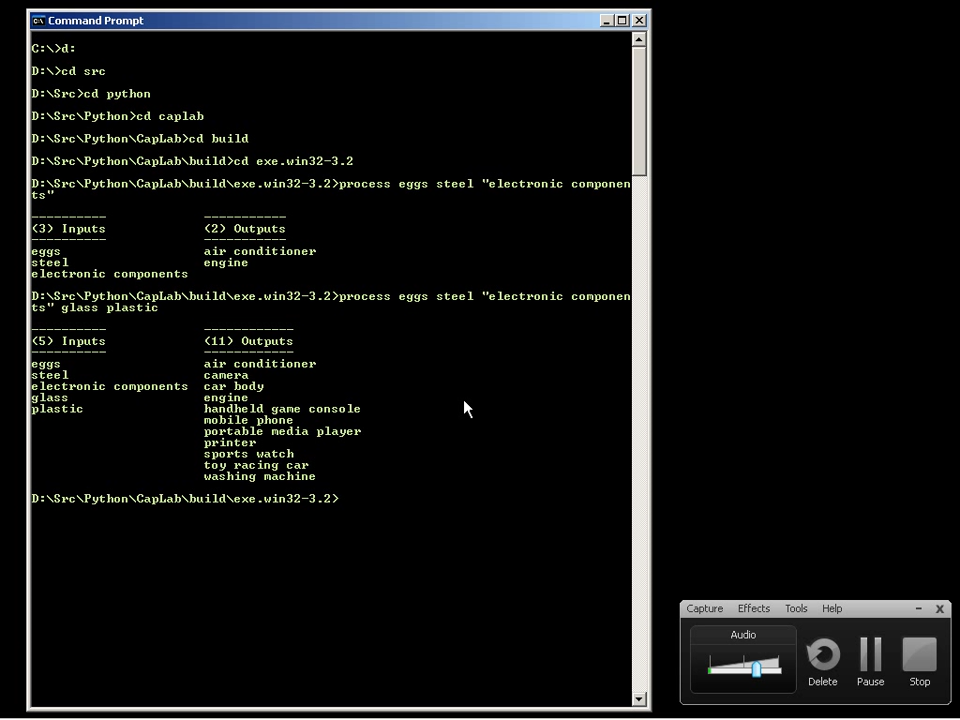 Command Prompt
C:\>d:
D:\>cd src
D:\Src>cd python
D:\Src\Python>cd caplab
D:\Src\Python\CapLab>cd build
D:\Src\Python\CapLab\build>cd exe.win32-3.2
D:\Src\Python\CapLab\build\exe.win32-3.2>process eggs steel "electronic componen
ts"
---------- -----------
(3) Inputs (2) Outputs
---------- -----------
eggs air conditioner
steel engine
electronic components
D:\Src\Python\CapLab\build\exe.win32-3.2>process eggs steel "electronic componen
ts" glass plastic
---------- ------------
(5) Inputs (11) Outputs
---------- ------------
eggs air conditioner
steel camera
electronic components car body
glass engine
plastic handheld game console
mobile phone
portable media player
printer
sports watch
toy racing car
washing machine
D:\Src\Python\CapLab\build\exe.win32-3.2>
Capture Effects Tools Help
Audio
Delete Pause Stop